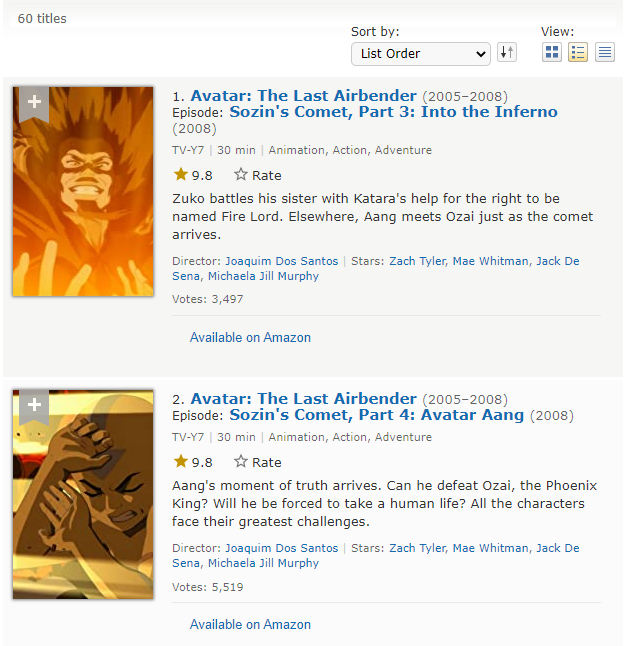 60 titles
Sort by:
View:
List Order
1. Avatar: The Last Airbender (2005–2008)
Episode: Sozin's Comet, Part 3: Into the Inferno
(2008)
TV-Y7 | 30 min | Animation, Action, Adventure
9.8 Rate
Zuko battles his sister with Katara's help for the right to be
named Fire Lord. Elsewhere, Aang meets Ozai just as the comet
arrives.
Director: Joaquim Dos Santos | Stars: Zach Tyler, Mae Whitman, Jack De
Sena, Michaela Jill Murphy
Votes: 3,497
Available on Amazon
2. Avatar: The Last Airbender (2005–2008)
Episode: Sozin's Comet, Part 4: Avatar Aang (2008)
TV-Y7 | 30 min | Animation, Action, Adventure
9.8 Rate
Aang's moment of truth arrives. Can he defeat Ozai, the Phoenix
King? Will he be forced to take a human life? All the characters
face their greatest challenges.
Director: Joaquim Dos Santos | Stars: Zach Tyler, Mae Whitman, Jack De
Sena, Michaela Jill Murphy
Votes: 5,519
Available on Amazon